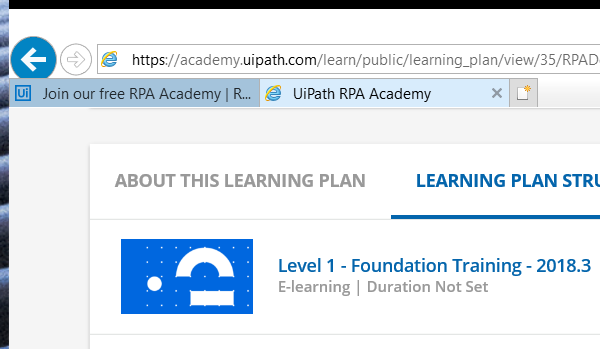 https://academy.uipath.com/learn/public/learning_plan/view/35/RPAD
Ui Join our free RPA Academy | R... UiPath RPA Academy
ABOUT THIS LEARNING PLAN LEARNING PLAN STRU
Level 1 - Foundation Training - 2018.3
E-learning | Duration Not Set